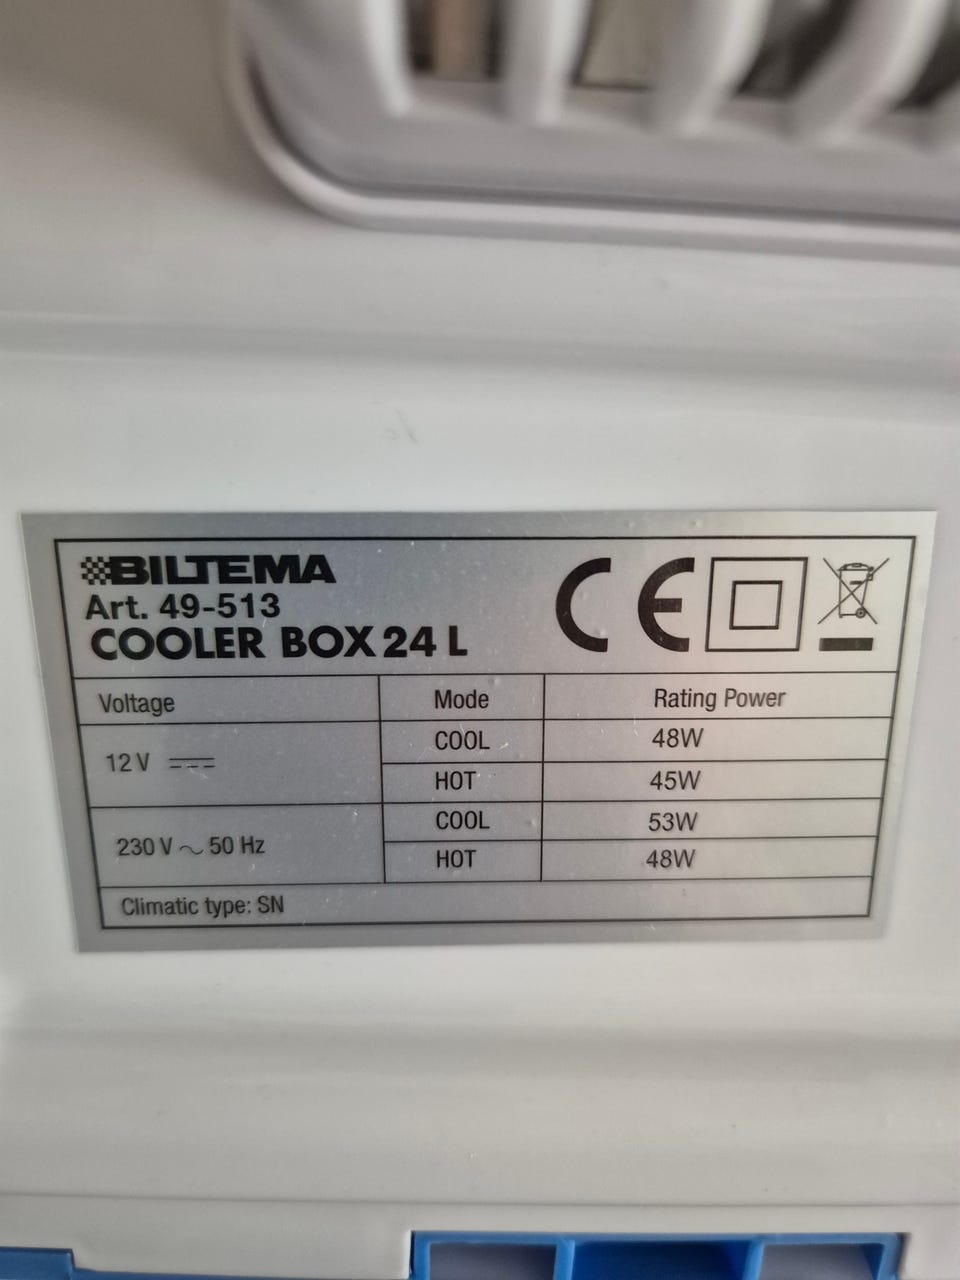 BILTEMA
Art. 49-513
COOLER BOX 24 L
CE
Voltage Mode Rating Power
12 V COOL 48W
HOT 45W
230 V ~ 50 Hz COOL 53W
HOT 48W
Climatic type: SN